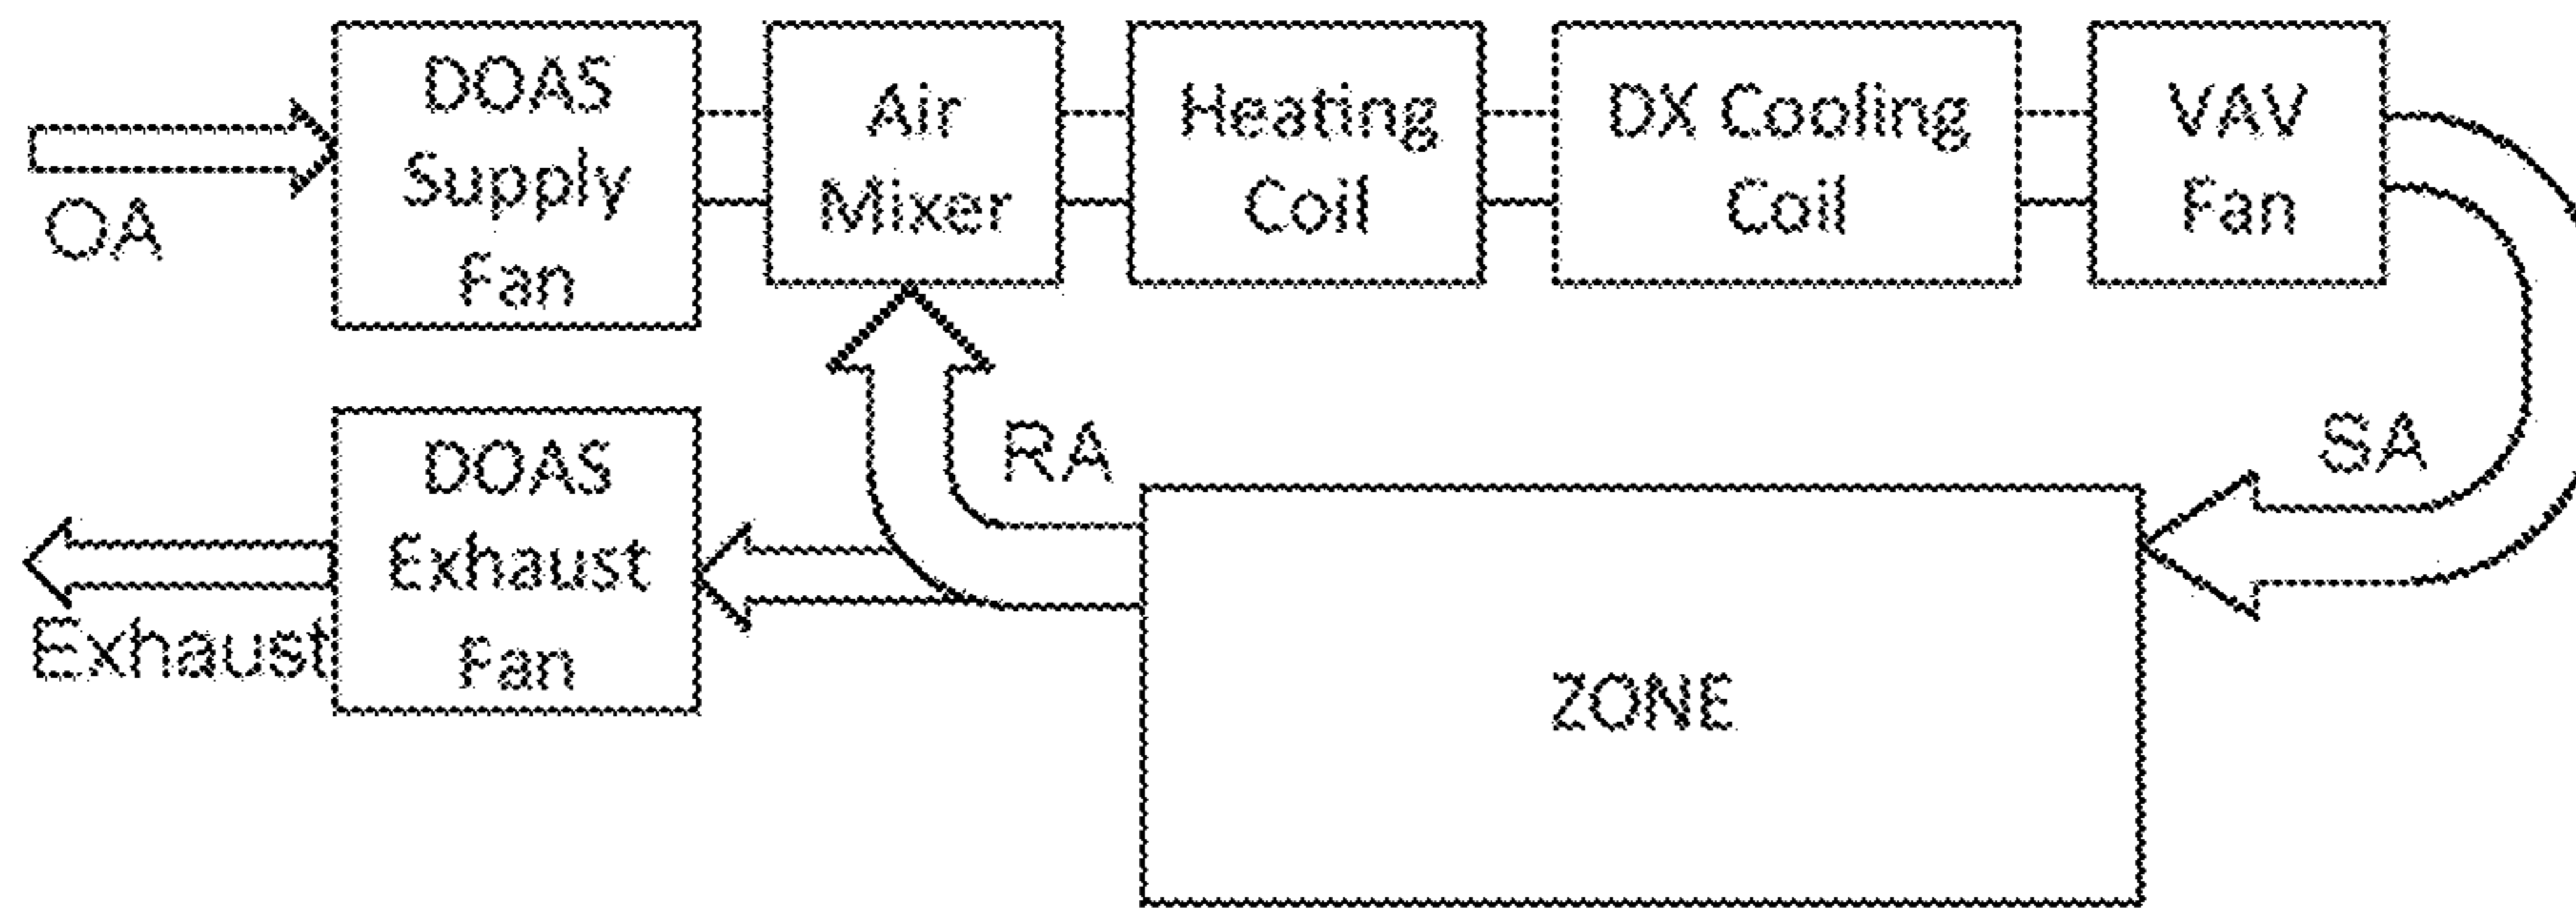 DOAS
Supply
Fan
Air
Mixer
Heating
Coil
DX Cooling
Coil
VAV
Fan
OA
DOAS
Exhaust
Fan
RA
SA
Exhaust
ZONE